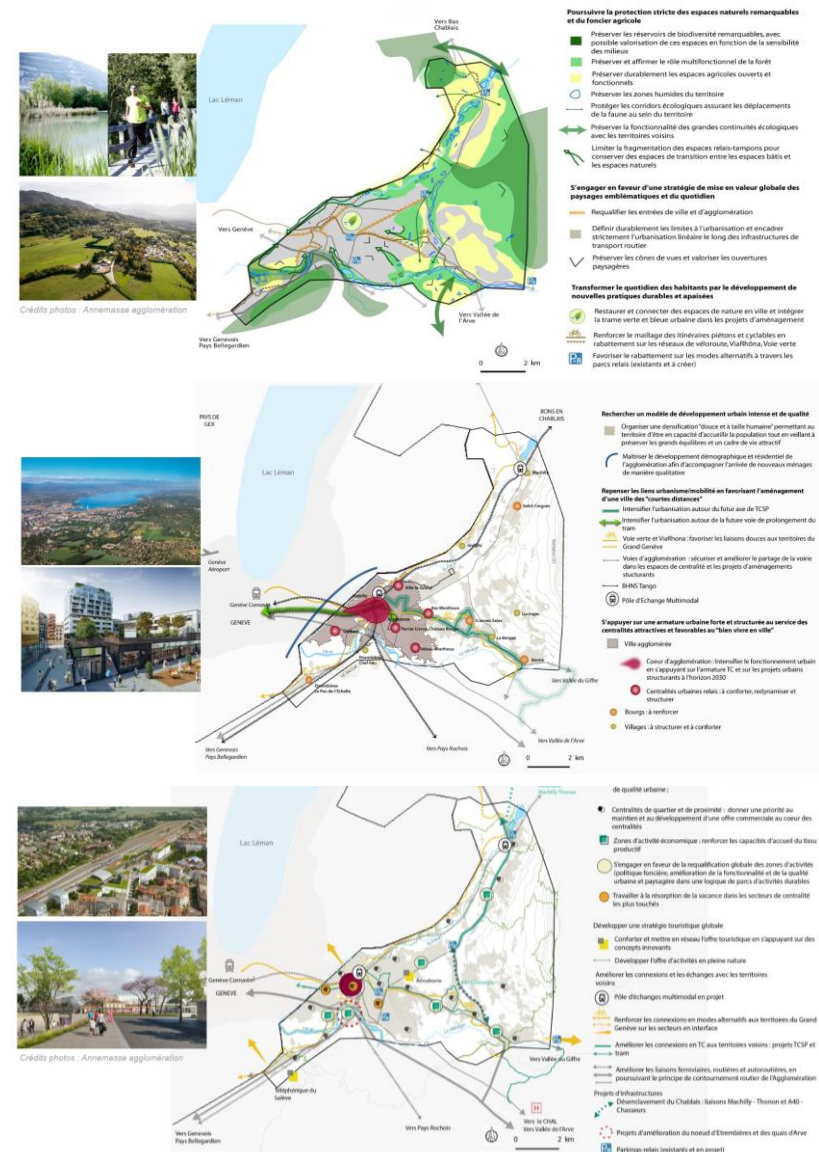 Poursuivre la protection stricte des espaces naturels remarquables
et du foncier agricole
Préserver les réservoirs de biodiversité remarquables, avec
possible valorisation de ces espaces en fonction de la sensibilité
des milieux
Préserver et affirmer le rôle multifonctionnel de la forêt
Préserver durablement les espaces agricoles ouverts et
fonctionnels
Préserver les zones humides du territoire
Protéger les corridors écologiques assurant les déplacements
de la faune au sein du territoire
Préserver la fonctionnalité des grandes continuités écologiques
avec les territoires voisins
Limiter la fragmentation des espaces relais-tampons pour
conserver des espaces de transition entre les espaces bâtis et
les espaces naturels
S'engager en faveur d'une stratégie de mise en valeur globale des
paysages emblématiques et du quotidien
Requalifier les entrées de ville et d'agglomération
Définir durablement les limites à l'urbanisation et encadrer
strictement l'urbanisation linéaire le long des infrastructures de
transport routier
Préserver les cônes de vues et valoriser les ouvertures
paysagères
Transformer le quotidien des habitants par le développement de
nouvelles pratiques durables et apaisées
Restaurer et connecter des espaces de nature en ville et intégrer
la trame verte et bleue urbaine dans les projets d'aménagement
Renforcer le maillage des itinéraires piétons et cyclables en
rabattement sur les réseaux de véloroute, ViaRhôna, Voie verte
Favoriser le rabattement sur les modes alternatifs à travers les
parcs relais (existants et à créer)
Vers Bas
Chablais
Lac Léman
Vers Genève
Vers Vallée de
l'Arve
Vers Genevois
Pays Bellegardien
0 2 km
Crédits photos : Annemasse agglomération
PAYS DE
GEX
BONS EN
CHABLAIS
Lac Léman
Machilly
Saint-Cergues
Juvigny
Genève
Aéroport
Genève Cornavin
GENEVE
Ville-la-Grand
Gaillard
Bas Monthoux
Cranves-Sales
Lucinges
La Bergue
Vétraz-Monthoux
Bonne
Etrembières
Chef-lieu
Etrembières
Le Pas de l'Echelle
Vers Vallée du Giffre
Vers Genevois
Pays Bellegardien
Vers Pays Rochois
Vers Vallée de l'Arve
0 2 km
Rechercher un modèle de développement urbain intense et de qualité
Organiser une densification "douce et à taille humaine" permettant au
territoire d'être en capacité d'accueillir la population tout en veillant à
préserver les grands équilibres et un cadre de vie attractif
Maîtriser le développement démographique et résidentiel de
l'agglomération afin d'accompagner l'arrivée de nouveaux ménages
de manière qualitative
Repenser les liens urbanisme/mobilité en favorisant l'aménagement
d'une ville des "courtes distances"
Intensifier l'urbanisation autour du futur axe de TCSP
Intensifier l'urbanisation autour de la future voie de prolongement du
tram
Voie verte et ViaRhona : favoriser les liaisons douces aux territoires du
Grand Genève
Voies d'agglomération : sécuriser et améliorer le partage de la voirie
dans les espaces de centralité et les projets d'aménagements
stucturants
BHNS Tango
Pôle d'Echange Multimodal
S'appuyer sur une armature urbaine forte et structurée au service des
centralités attractives et favorables au "bien vivre en ville"
Ville agglomérée
Coeur d'agglomération : Intensifier le fonctionnement urbain
en s'appuyant sur l'armature TC et sur les projets urbains
structurants à l'horizon 2030
Centralités urbaines relais : à conforter, redynamiser et
structurer
Bourgs : à renforcer
Villages : à structurer et à conforter
de qualité urbaine ;
Centralités de quartier et de proximité : donner une priorité au
maintien et au développement d'une offre commerciale au coeur des
centralités
Zones d'activité économique : renforcer les capacités d'accueil du tissu
productif
S'engager en faveur de la requalification globale des zones d'activités
(politique foncière, amélioration de la fonctionnalité et de la qualité
urbaine et paysagère dans une logique de parcs d'activités durables
Travailler à la résorption de la vacance dans les secteurs de centralité
les plus touchés
Développer une stratégie touristique globale
Conforter et mettre en réseau l'offre touristique en s'appuyant sur des
concepts innovants
Développer l'offre d'activités en pleine nature
Améliorer les connexions et les échanges avec les territoires
voisins
Pôle d'échanges multimodal en projet
Renforcer les connexions en modes alternatifs aux territoires du Grand
Genève sur les secteurs en interface
Améliorer les connexions en TC aux territoires voisins : projets TCSP et
tram
Améliorer les liaisons ferroviaires, routières et autoroutières, en
poursuivant le principe de contournement routier de l'Agglomération
Projets d'Infrastructures
Désenclavement du Chablais : liaisons Machilly - Thonon et A40 -
Chasseurs
Projets d'amélioration du noeud d'Etrembières et des quais d'Arve
Parkings-relais (existants et en projet)
Machilly-Thonon
Lac Léman
Genève Cornavin
GENEVE
Aérodrome
Téléphérique du
Salève
Vers Vallée du Giffre
Vers le CHAL
Vers Vallée de l'Arve
Vers Pays Rochois
Vers Genevois
Pays Bellegardien
0 2 km
Crédits photos : Annemasse agglomération